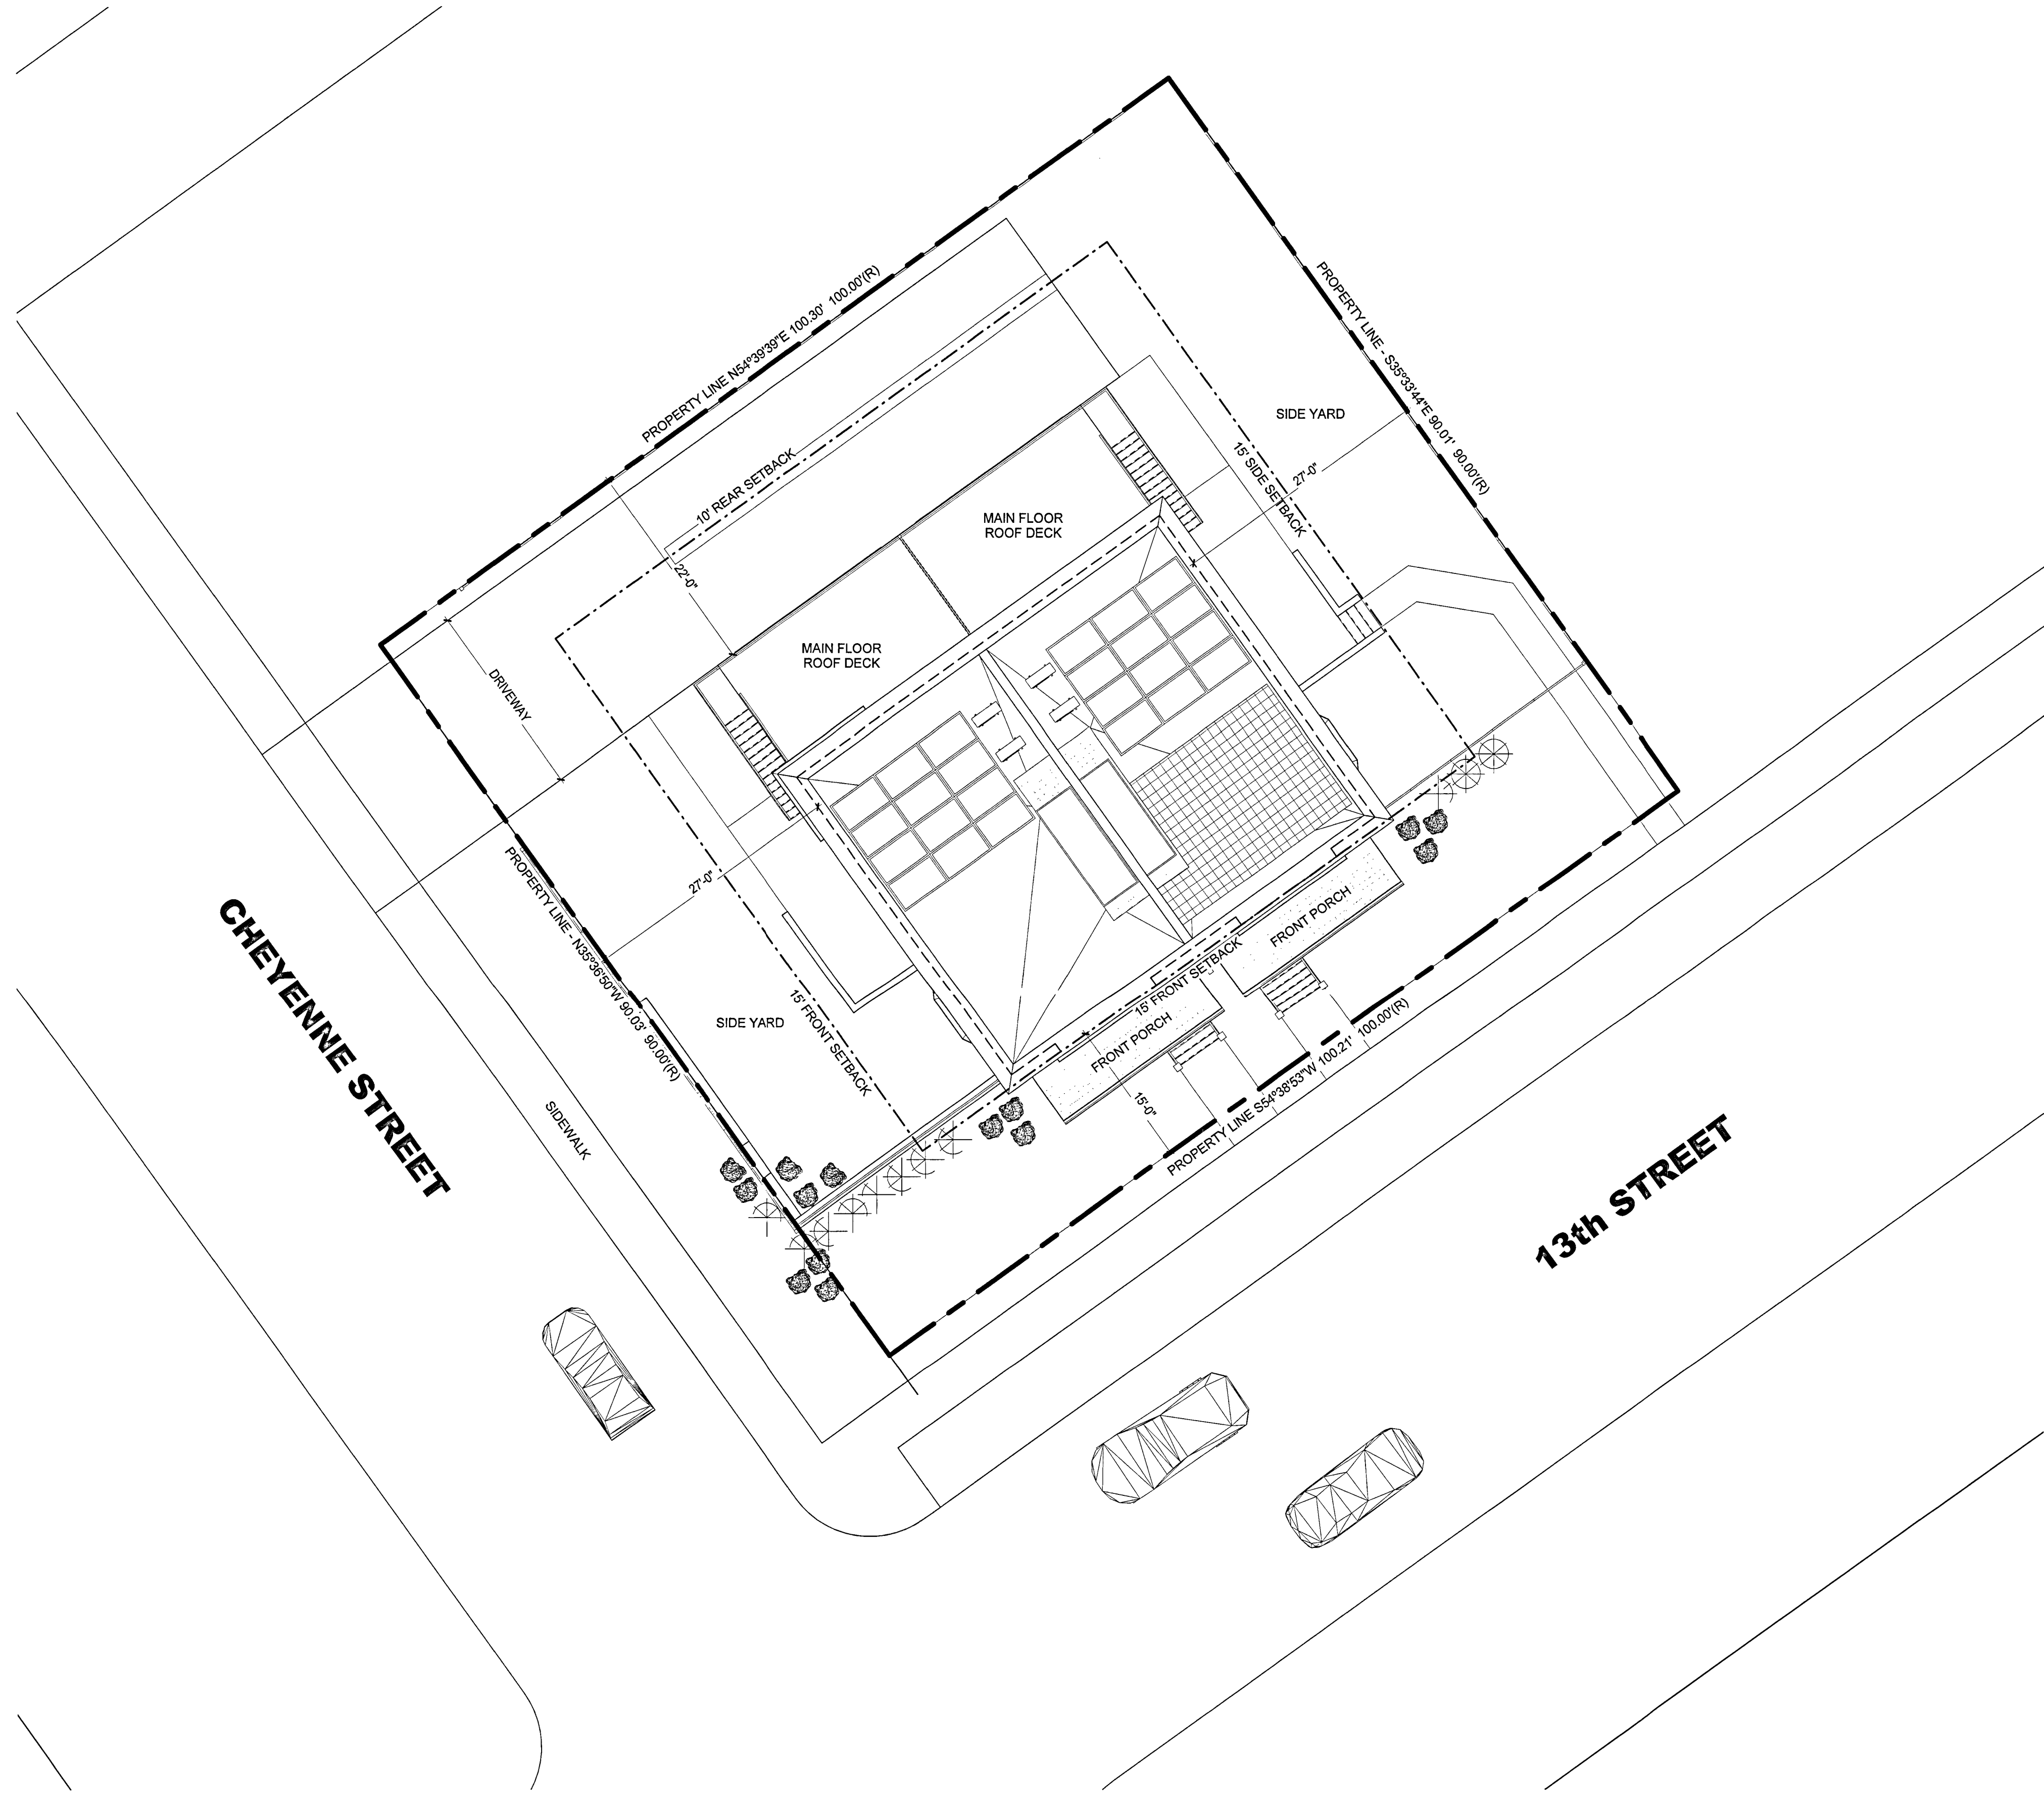 PROPERTY LINE N54°39'39"E 100.30' 100.00'(R)
PROPERTY LINE - S35°33'44"E 90.01' 90.00'(R)
SIDE YARD
10' REAR SETBACK
15' SIDE SETBACK
27'-0"
MAIN FLOOR
ROOF DECK
22'-0"
MAIN FLOOR
ROOF DECK
DRIVEWAY
27'-0"
PROPERTY LINE - N35°36'50"W 90.03' 90.00'(R)
CHEYENNE STREET
SIDEWALK
SIDE YARD
15' FRONT SETBACK
FRONT PORCH
15' FRONT SETBACK
FRONT PORCH
15'-0"
PROPERTY LINE S54°38'53"W 100.21' 100.00'(R)
13th STREET